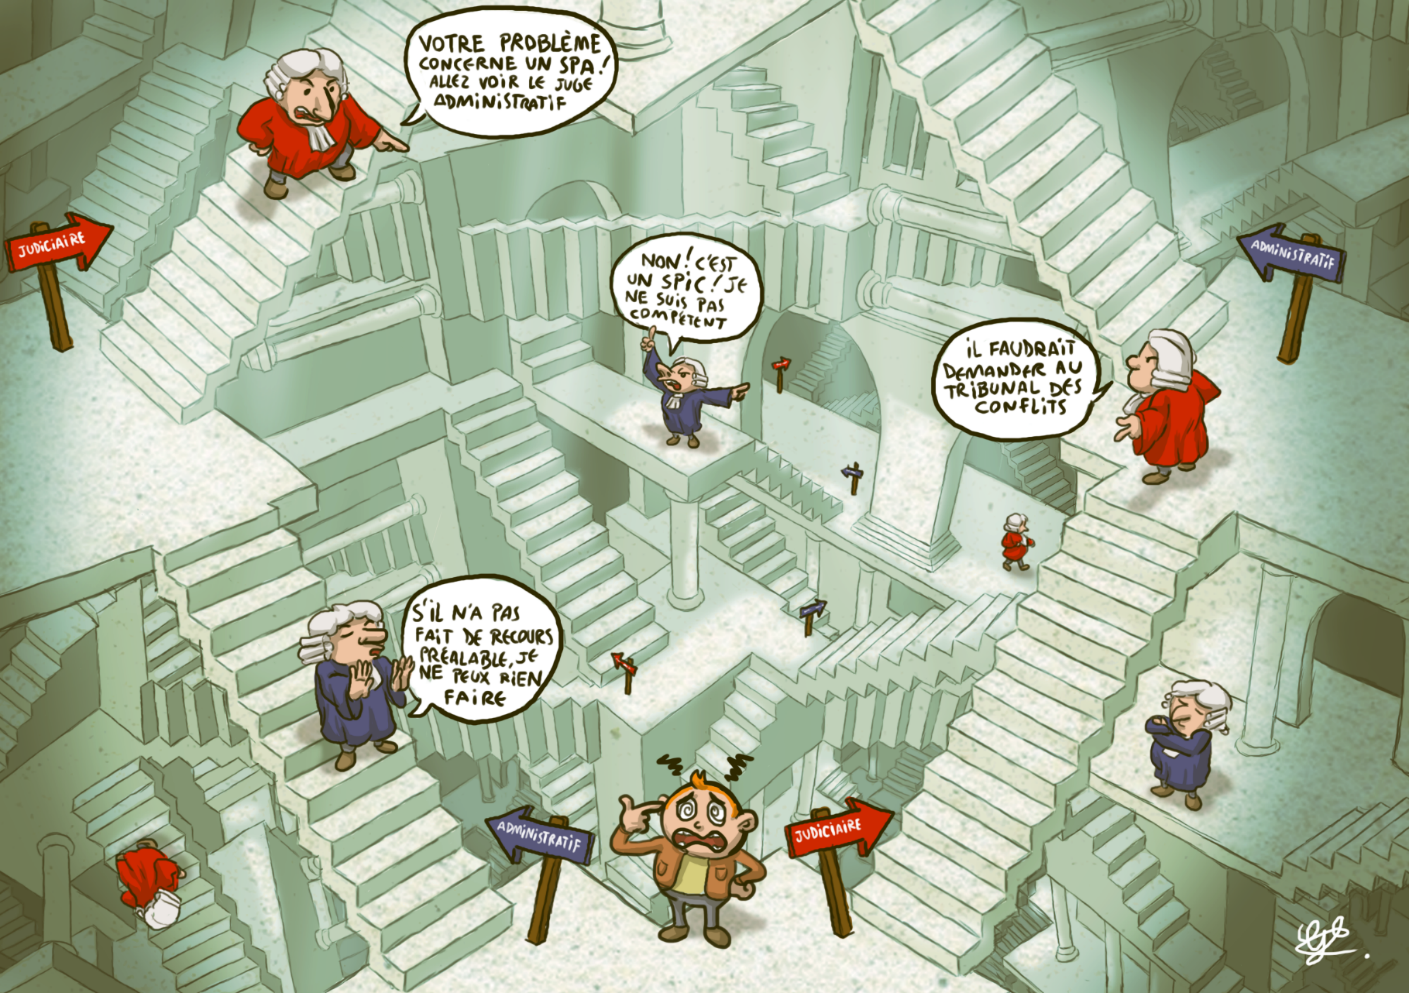 VOTRE PROBLÈME
CONCERNE UN SPA!
ALLEZ VOIR LE JUGE
ADMINISTRATIF
JUDICIAIRE
ADMINISTRATIF
NON! C'EST
UN SPIC! JE
NE SUIS PAS
COMPÉTENT
IL FAUDRAIT
DEMANDER AU
TRIBUNAL DES
CONFLITS
S'IL N'A PAS
FAIT DE RECOURS
PRÉALABLE, JE
NE PEUX RIEN
FAIRE
ADMINISTRATIF
JUDICIAIRE